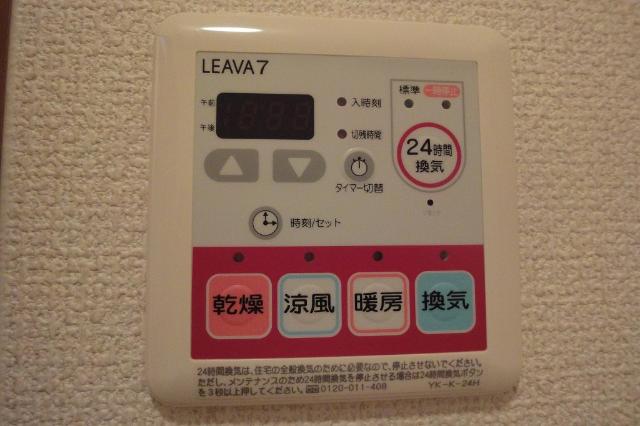 LEAVA7
午前
午後
入時刻
切残時間
標準 一時停止
24時間
換気
タイマー切替
時刻/セット
乾燥 涼風 暖房 換気
24時間換気は、住宅の全般換気のために必要なので、停止させないでください。
ただし、メンテナンスのため24時間換気を停止させる場合は24時間換気ボタン
を3秒以上押してください。 0120-011-408 YK-K-24H